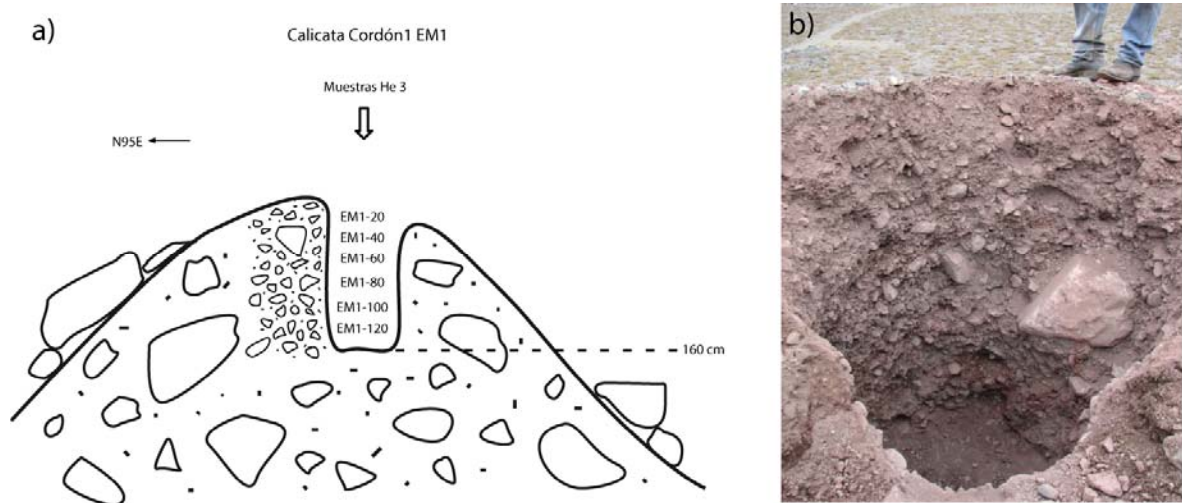 a)
Calicata Cordón1 EM1
Muestras He 3
N95E
EM1-20
EM1-40
EM1-60
EM1-80
EM1-100
EM1-120
160 cm
b)